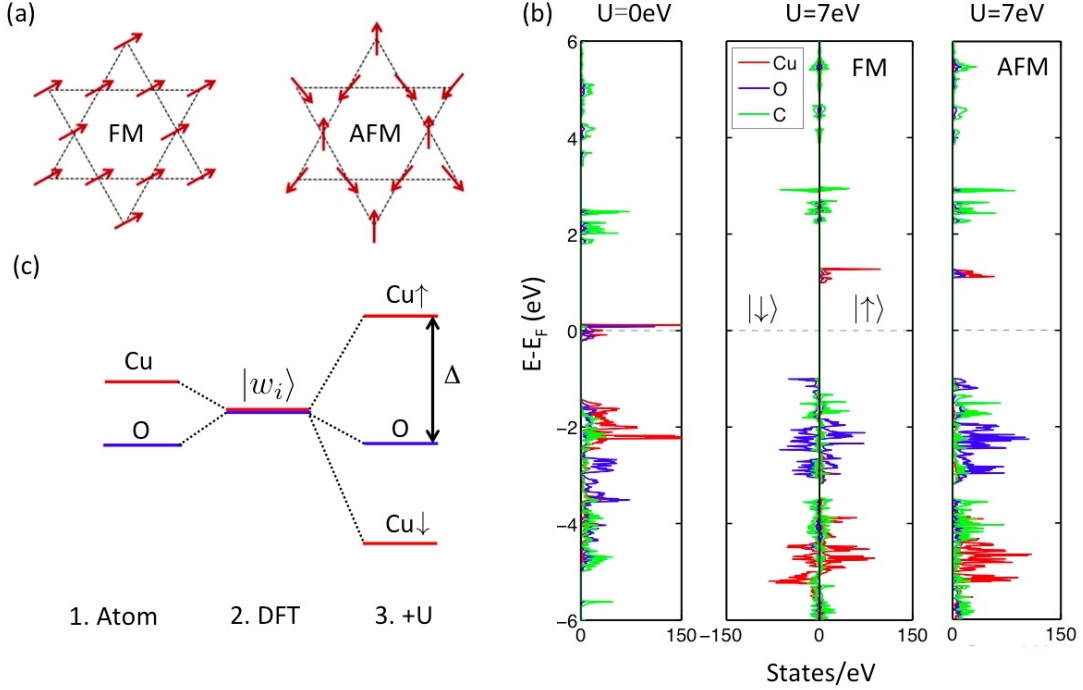 (a)
FM
AFM
(b)
U=0eV
U=7eV
U=7eV
Cu
O
C
FM
AFM
6
4
2
0
-2
-4
-6
E-E_F (eV)
|↓⟩
|↑⟩
0
150
-150
0
150
0
150
States/eV
(c)
Cu
O
|w_i⟩
Cu↑
Δ
O
Cu↓
1. Atom
2. DFT
3. +U